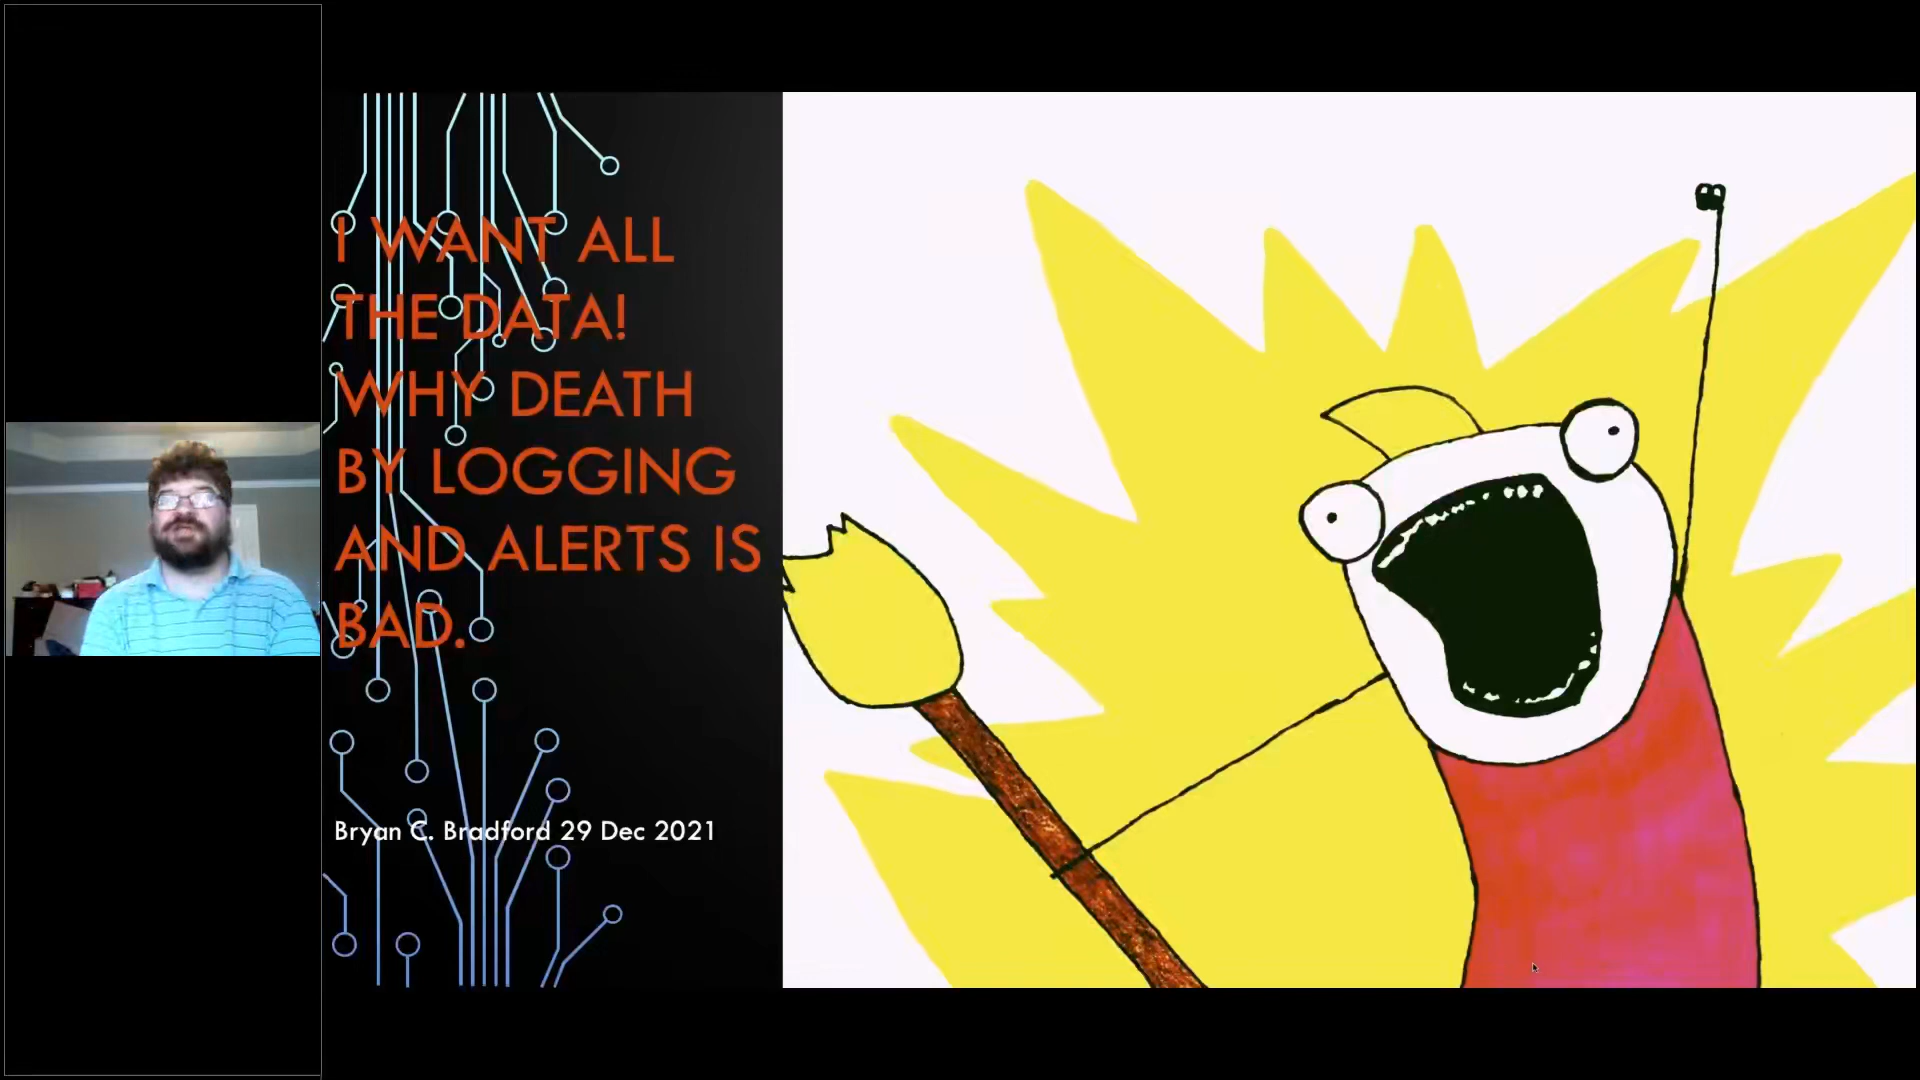 I WANT ALL
THE DATA!
WHY DEATH
BY LOGGING
AND ALERTS IS
BAD.
Bryan C. Bradford 29 Dec 2021